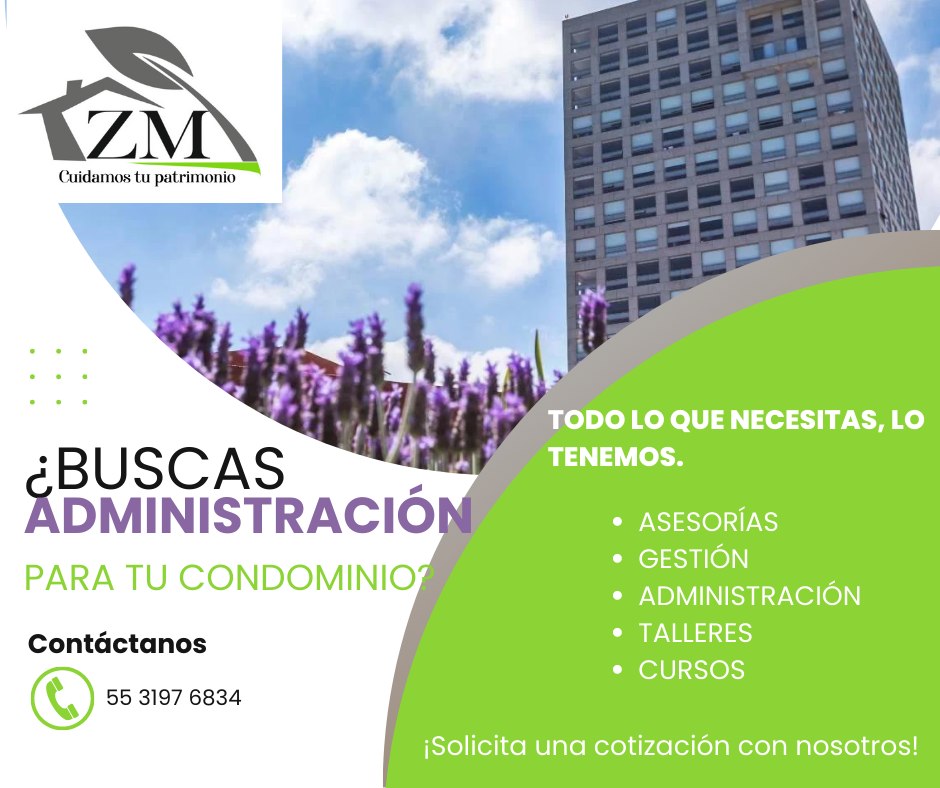 ZM
Cuidamos tu patrimonio
¿BUSCAS
ADMINISTRACIÓN
PARA TU CONDOMINIO?
Contáctanos
55 3197 6834
TODO LO QUE NECESITAS, LO
TENEMOS.
• ASESORÍAS
• GESTIÓN
• ADMINISTRACIÓN
• TALLERES
• CURSOS
¡Solicita una cotización con nosotros!